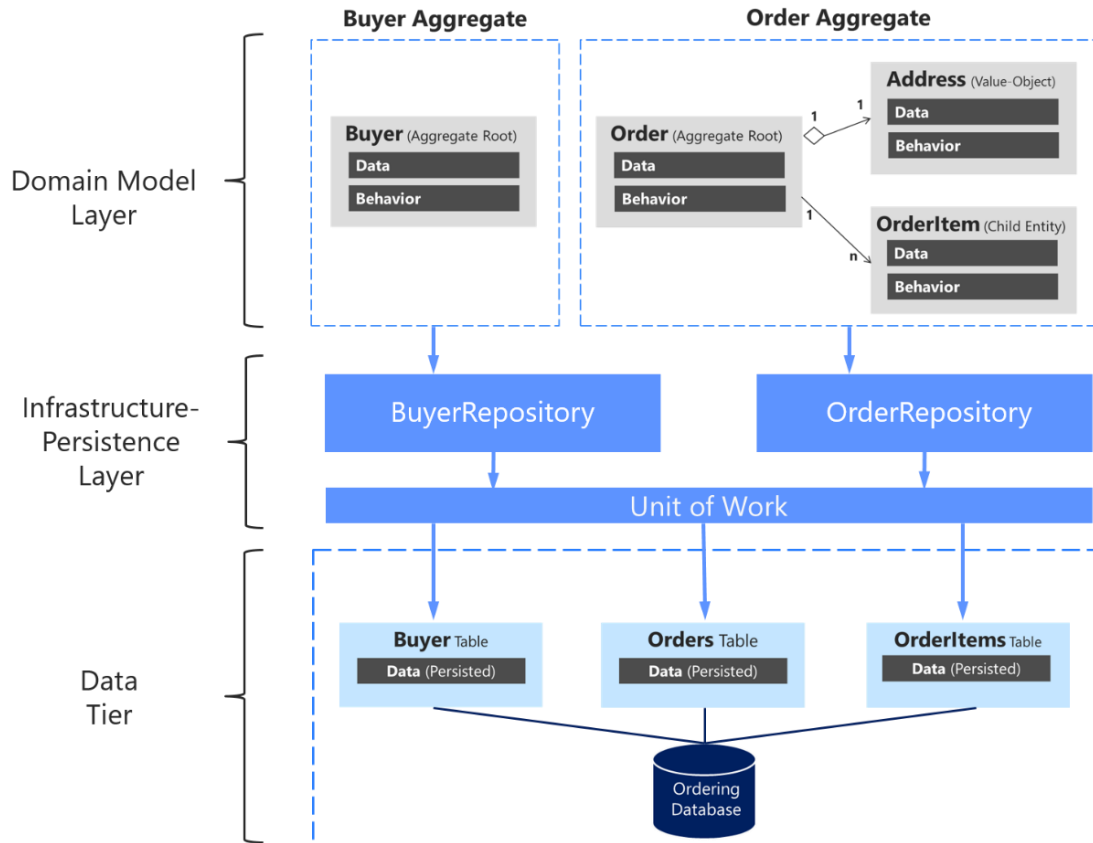 Buyer Aggregate
Order Aggregate
Domain Model
Layer
Buyer (Aggregate Root)
Data
Behavior
Order (Aggregate Root)
Data
Behavior
1
1
1
n
Address (Value-Object)
Data
Behavior
OrderItem (Child Entity)
Data
Behavior
Infrastructure-
Persistence
Layer
BuyerRepository
OrderRepository
Unit of Work
Data
Tier
Buyer Table
Data (Persisted)
Orders Table
Data (Persisted)
OrderItems Table
Data (Persisted)
Ordering
Database